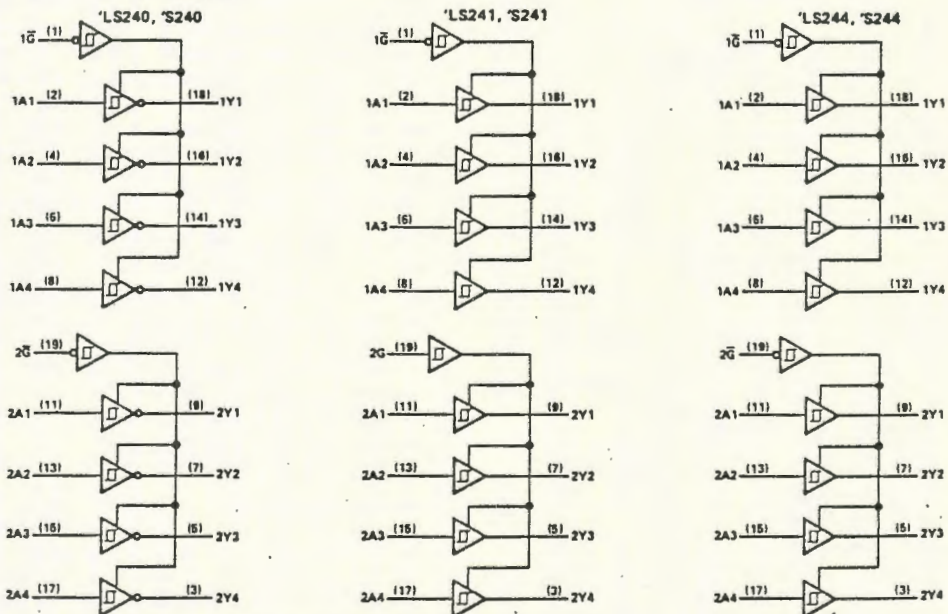 'LS240, 'S240
1G̅ (1)
1A1 (2) (18) 1Y1
1A2 (4) (16) 1Y2
1A3 (6) (14) 1Y3
1A4 (8) (12) 1Y4
2G̅ (19)
2A1 (11) (9) 2Y1
2A2 (13) (7) 2Y2
2A3 (15) (5) 2Y3
2A4 (17) (3) 2Y4
'LS241, 'S241
1G̅ (1)
1A1 (2) (18) 1Y1
1A2 (4) (16) 1Y2
1A3 (6) (14) 1Y3
1A4 (8) (12) 1Y4
2G (19)
2A1 (11) (9) 2Y1
2A2 (13) (7) 2Y2
2A3 (15) (5) 2Y3
2A4 (17) (3) 2Y4
'LS244, 'S244
1G̅ (1)
1A1 (2) (18) 1Y1
1A2 (4) (16) 1Y2
1A3 (6) (14) 1Y3
1A4 (8) (12) 1Y4
2G̅ (19)
2A1 (11) (9) 2Y1
2A2 (13) (7) 2Y2
2A3 (15) (5) 2Y3
2A4 (17) (3) 2Y4